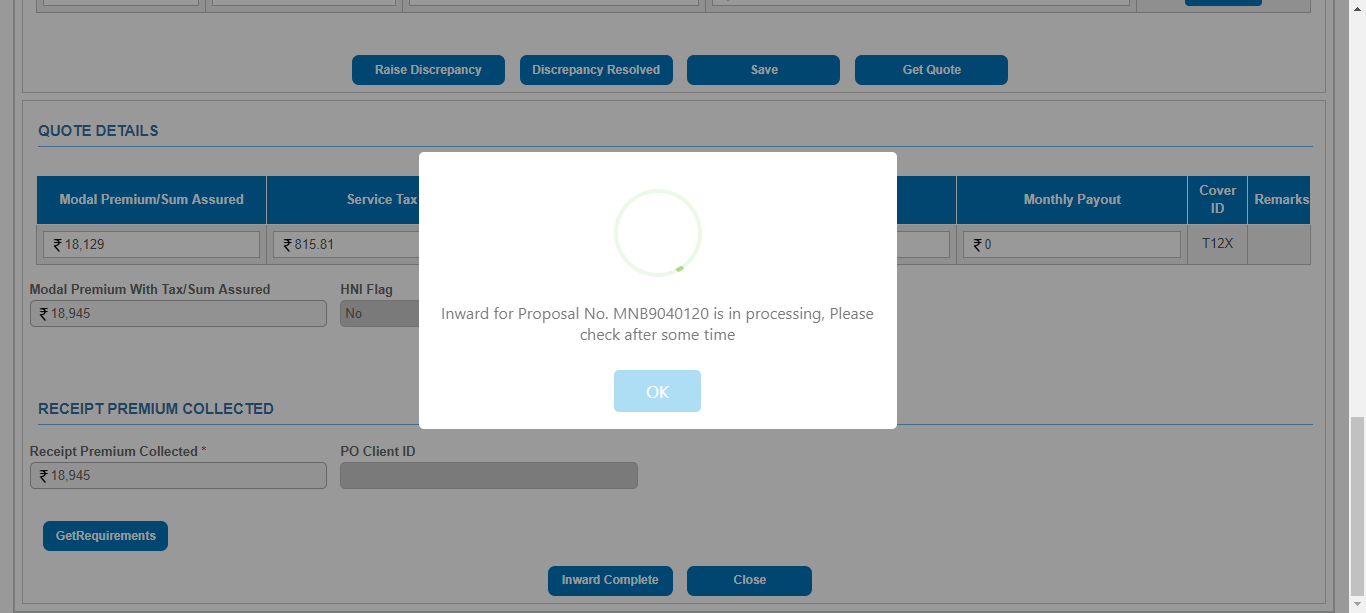 Raise Discrepancy Discrepancy Resolved Save Get Quote
QUOTE DETAILS
Modal Premium/Sum Assured Service Tax Monthly Payout Cover ID Remarks
₹ 18,129 ₹ 815.81 ₹ 0 T12X
Modal Premium With Tax/Sum Assured HNI Flag
₹ 18,945 No
Inward for Proposal No. MNB9040120 is in processing, Please
check after some time
OK
RECEIPT PREMIUM COLLECTED
Receipt Premium Collected * PO Client ID
₹ 18,945
GetRequirements
Inward Complete Close